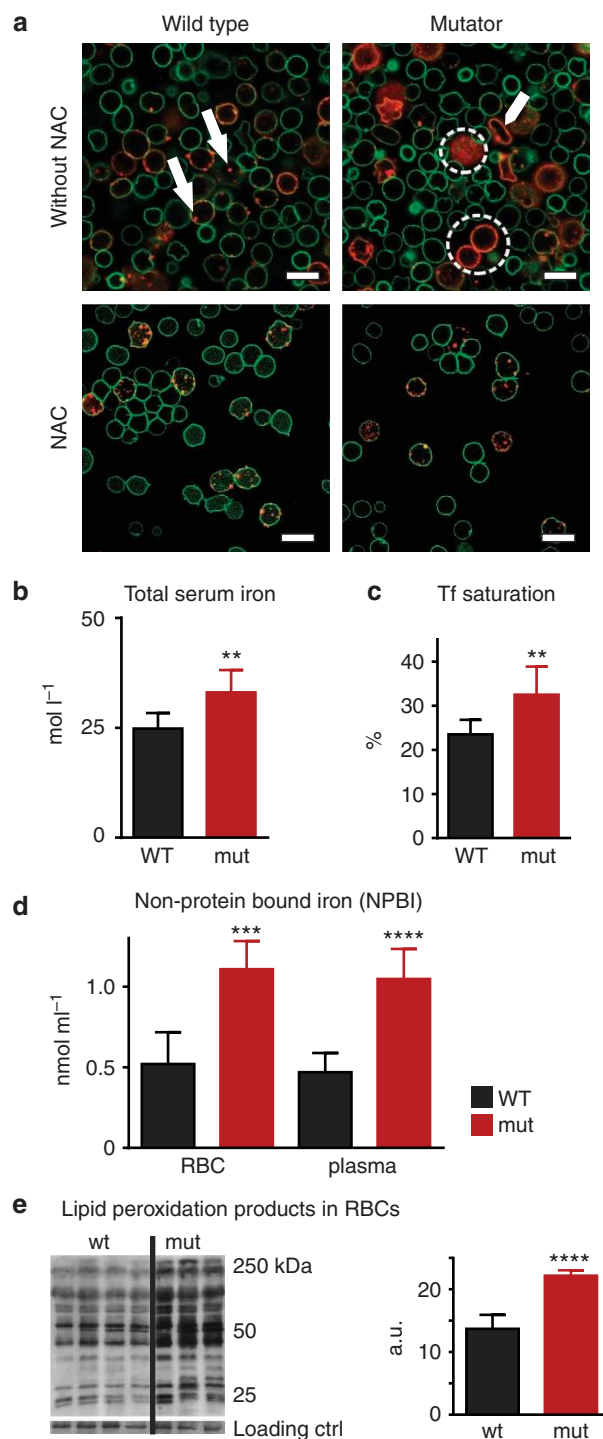 a
Wild type
Mutator
Without NAC
NAC
b
Total serum iron
mol l⁻¹
50
25
0
**
WT
mut
c
Tf saturation
%
40
30
20
10
0
**
WT
mut
d
Non-protein bound iron (NPBI)
nmol ml⁻¹
1.0
0.5
0
***
****
RBC
plasma
WT
mut
e
Lipid peroxidation products in RBCs
wt
mut
250 kDa
50
25
Loading ctrl
a.u.
20
10
0
****
wt
mut